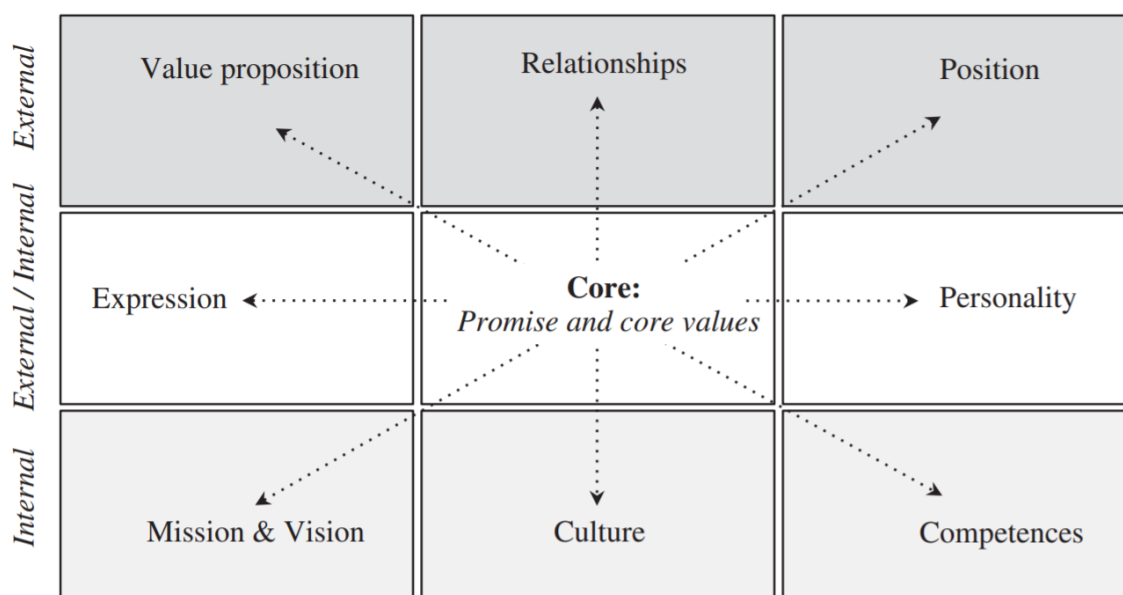 External
Value proposition
Relationships
Position
External / Internal
Expression
Core:
Promise and core values
Personality
Internal
Mission & Vision
Culture
Competences